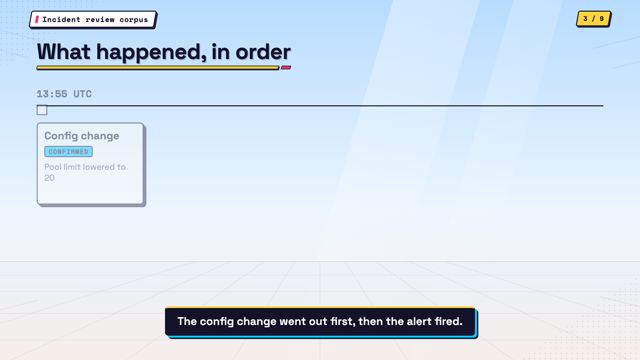 Incident review corpus
3 / 9
What happened, in order
13:55 UTC
Config change
CONFIRMED
Pool limit lowered to
20
The config change went out first, then the alert fired.